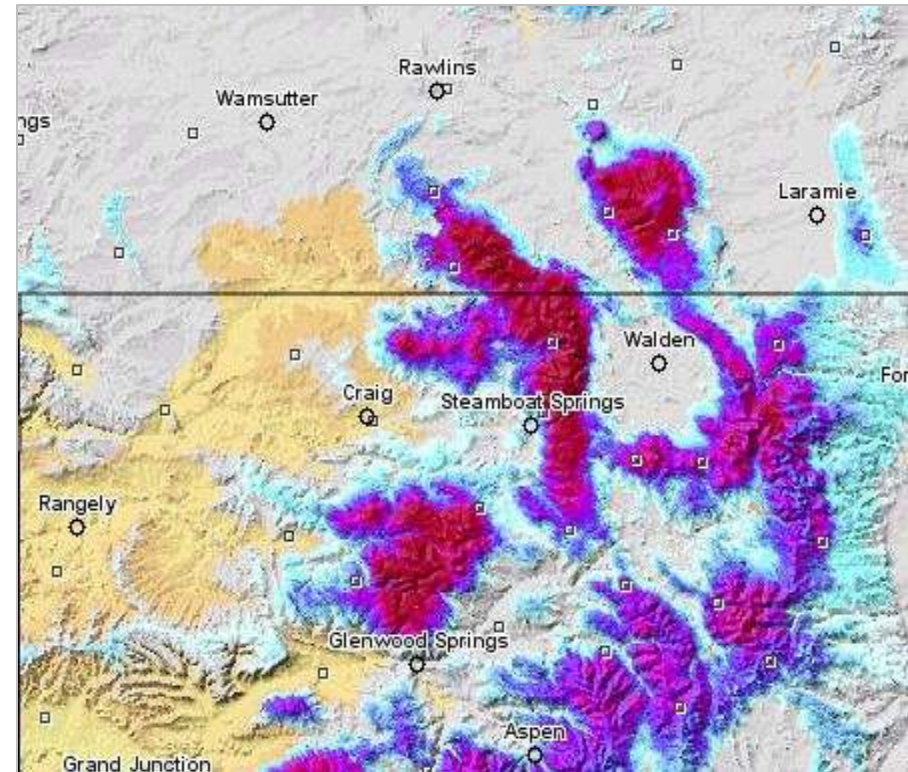 Rawlins
Wamsutter
ngs
Laramie
Walden
For
Craig
Steamboat Springs
Rangely
Glenwood Springs
Aspen
Grand Junction